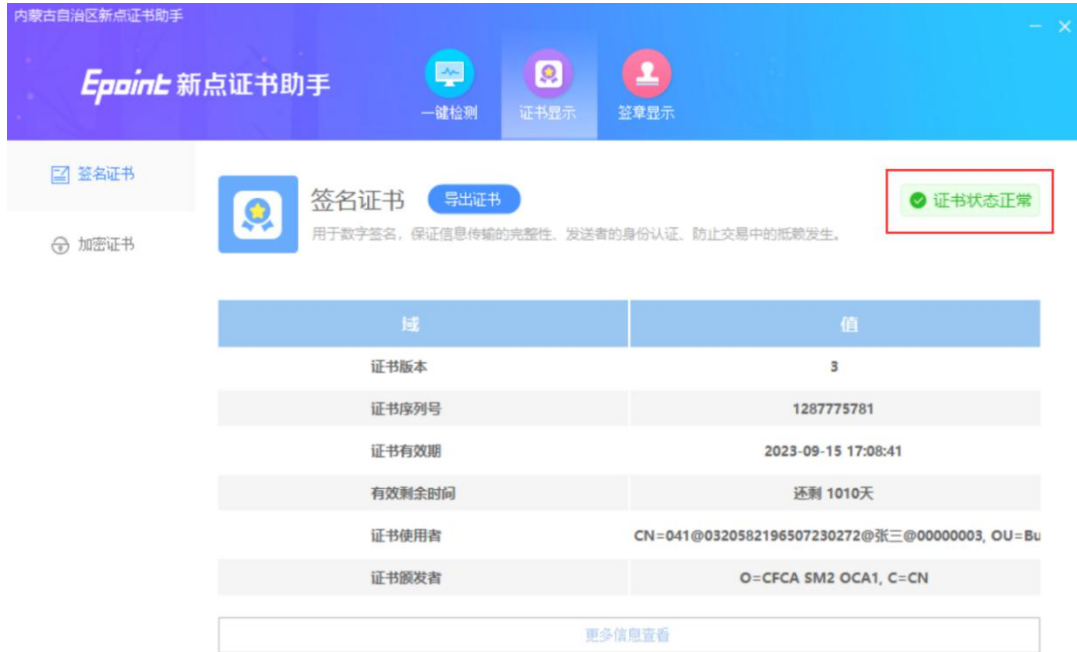 内蒙古自治区新点证书助手
Epoint 新点证书助手
一键检测
证书显示
签章显示
签名证书
加密证书
签名证书
导出证书
证书状态正常
用于数字签名，保证信息传输的完整性、发送者的身份认证、防止交易中的抵赖发生。
域 值
证书版本 3
证书序列号 1287775781
证书有效期 2023-09-15 17:08:41
有效剩余时间 还剩 1010天
证书使用者 CN=041@0320582196507230272@张三@00000003, OU=Bu
证书颁发者 O=CFCA SM2 OCA1, C=CN
更多信息查看